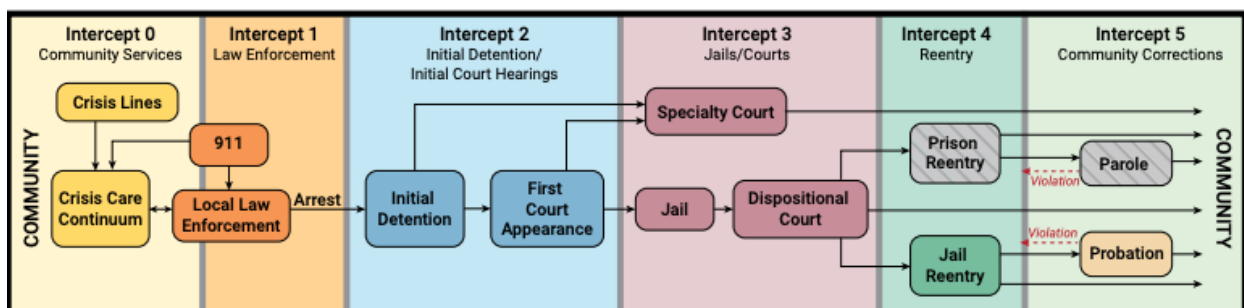 Intercept 0
Community Services
Intercept 1
Law Enforcement
Intercept 2
Initial Detention/
Initial Court Hearings
Intercept 3
Jails/Courts
Intercept 4
Reentry
Intercept 5
Community Corrections
COMMUNITY
Crisis Lines
911
Crisis Care
Continuum
Local Law
Enforcement
Arrest
Initial
Detention
First
Court
Appearance
Specialty Court
Jail
Dispositional
Court
Prison
Reentry
Violation
Parole
Jail
Reentry
Violation
Probation
COMMUNITY